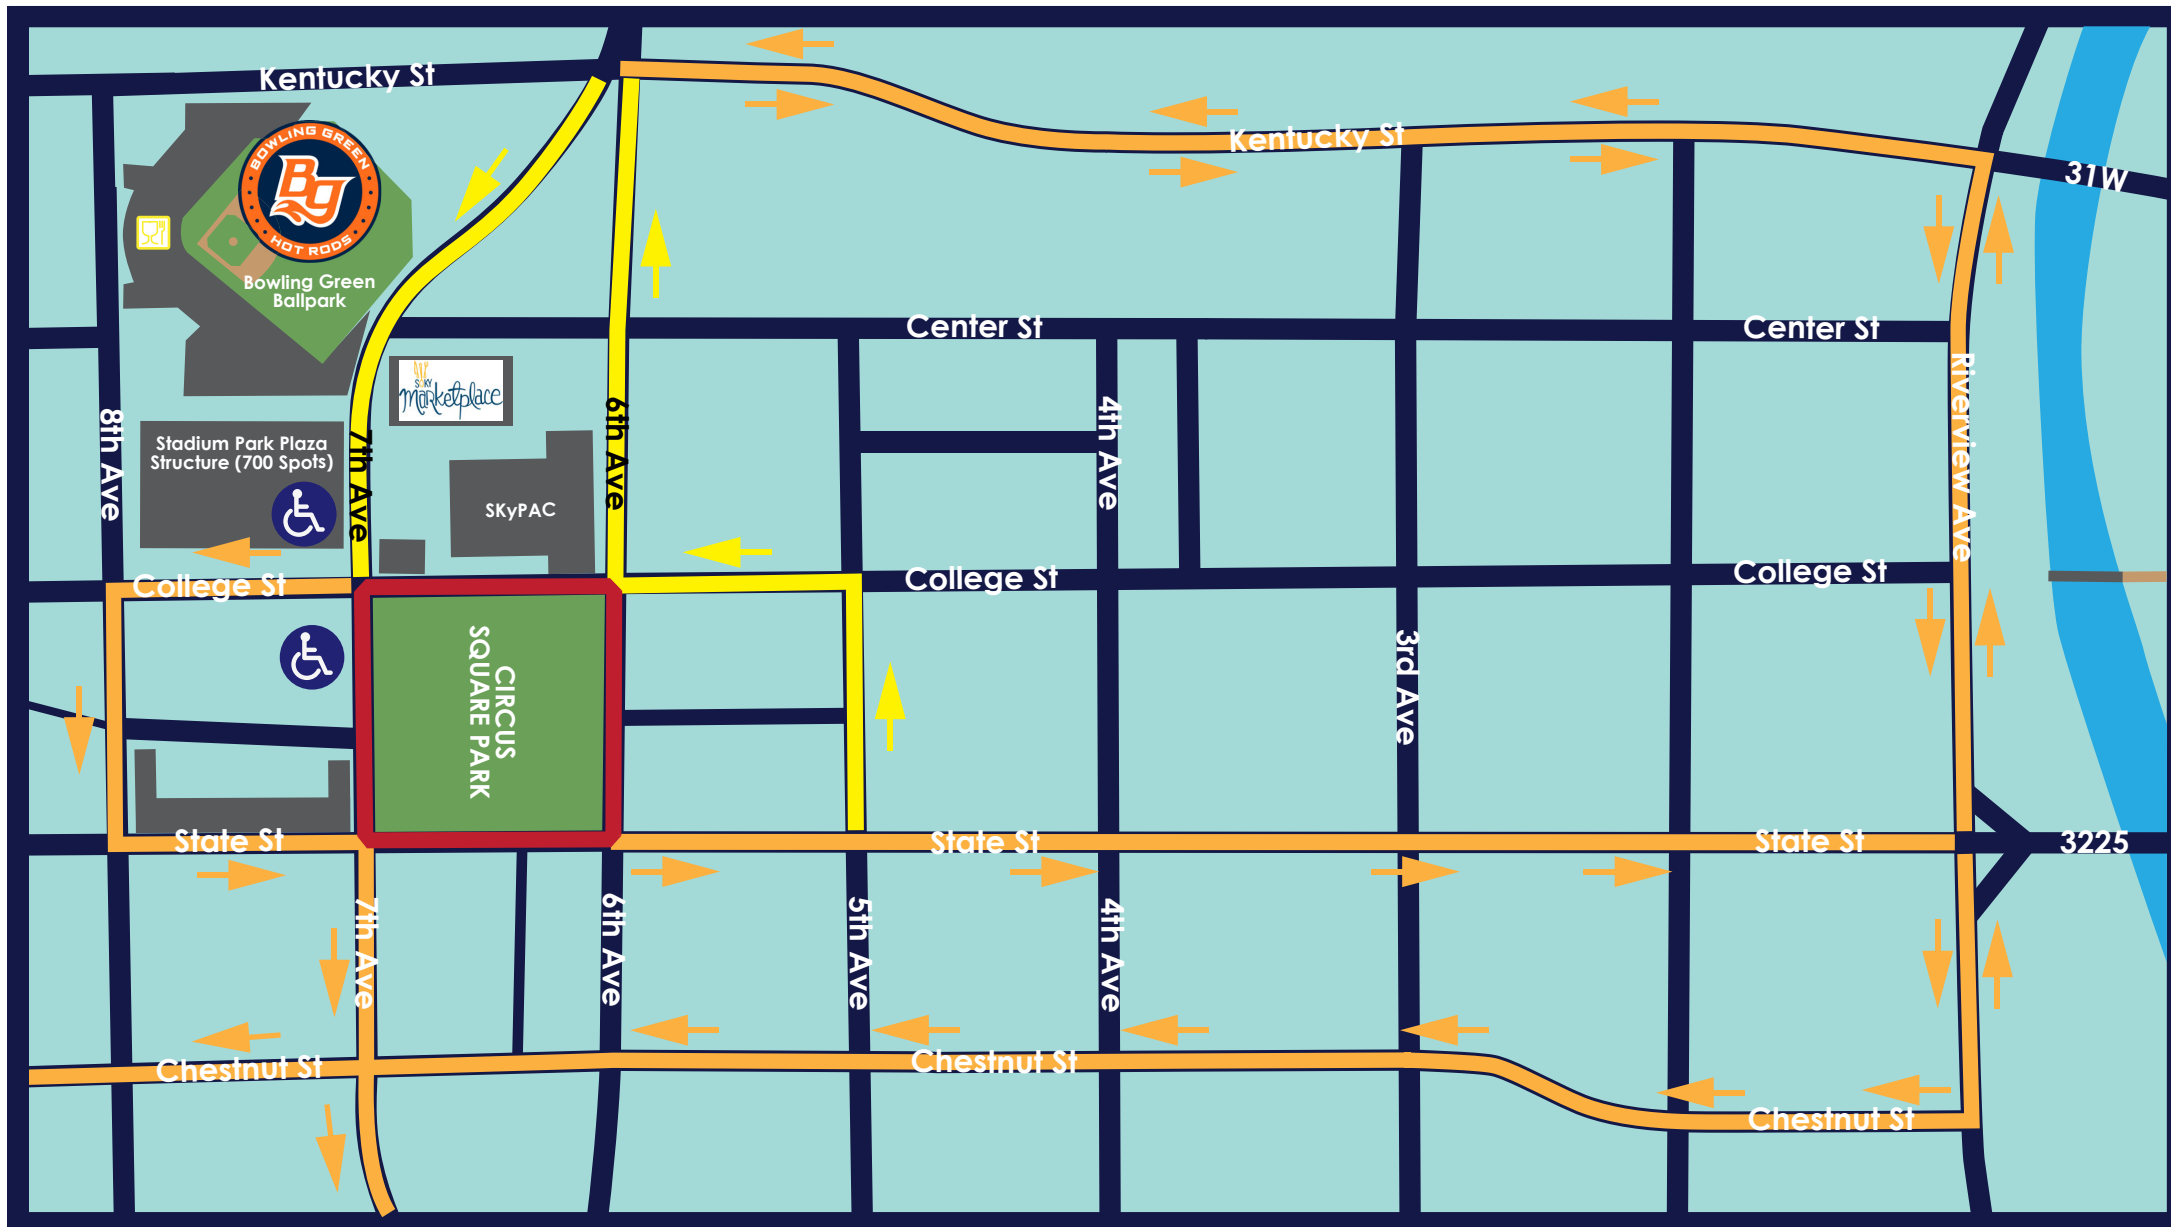 Kentucky St
BOWLING GREEN
BG
HOT RODS
Bowling Green
Ballpark
Kentucky St
31W
Center St
Center St
SOKY
marketplace
8th Ave
Stadium Park Plaza
Structure (700 Spots)
7th Ave
6th Ave
4th Ave
Riverview Ave
SKyPAC
College St
College St
College St
CIRCUS
SQUARE PARK
3rd Ave
State St
State St
State St
3225
7th Ave
6th Ave
5th Ave
4th Ave
Chestnut St
Chestnut St
Chestnut St